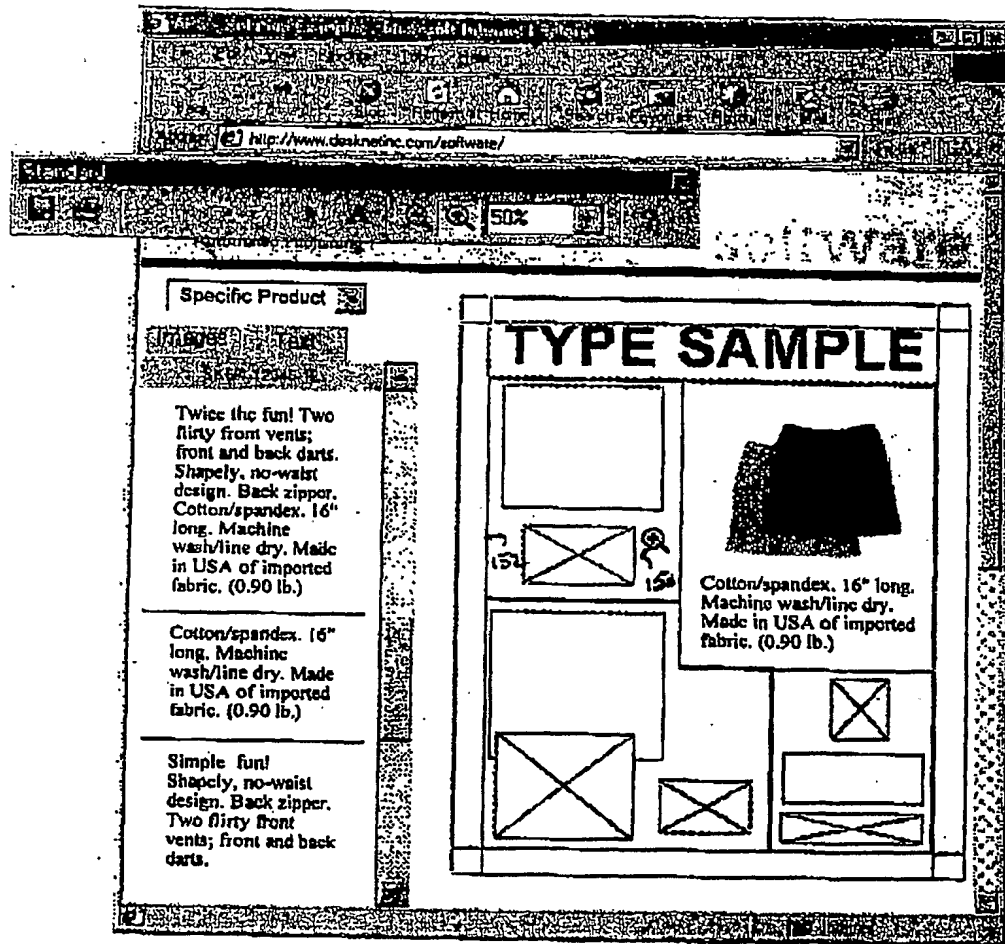 http://www.desknetinc.com/software/
Standard
50%
Specific Product
Images Text
TYPE SAMPLE
Twice the fun! Two
flirty front vents;
front and back darts.
Shapely, no-waist
design. Back zipper.
Cotton/spandex. 16"
long. Machine
wash/line dry. Made
in USA of imported
fabric. (0.90 lb.)
Cotton/spandex. 16"
long. Machine
wash/line dry. Made
in USA of imported
fabric. (0.90 lb.)
Simple fun!
Shapely, no-waist
design. Back zipper.
Two flirty front
vents; front and back
darts.
152
Cotton/spandex. 16" long.
Machine wash/line dry.
Made in USA of imported
fabric. (0.90 lb.)